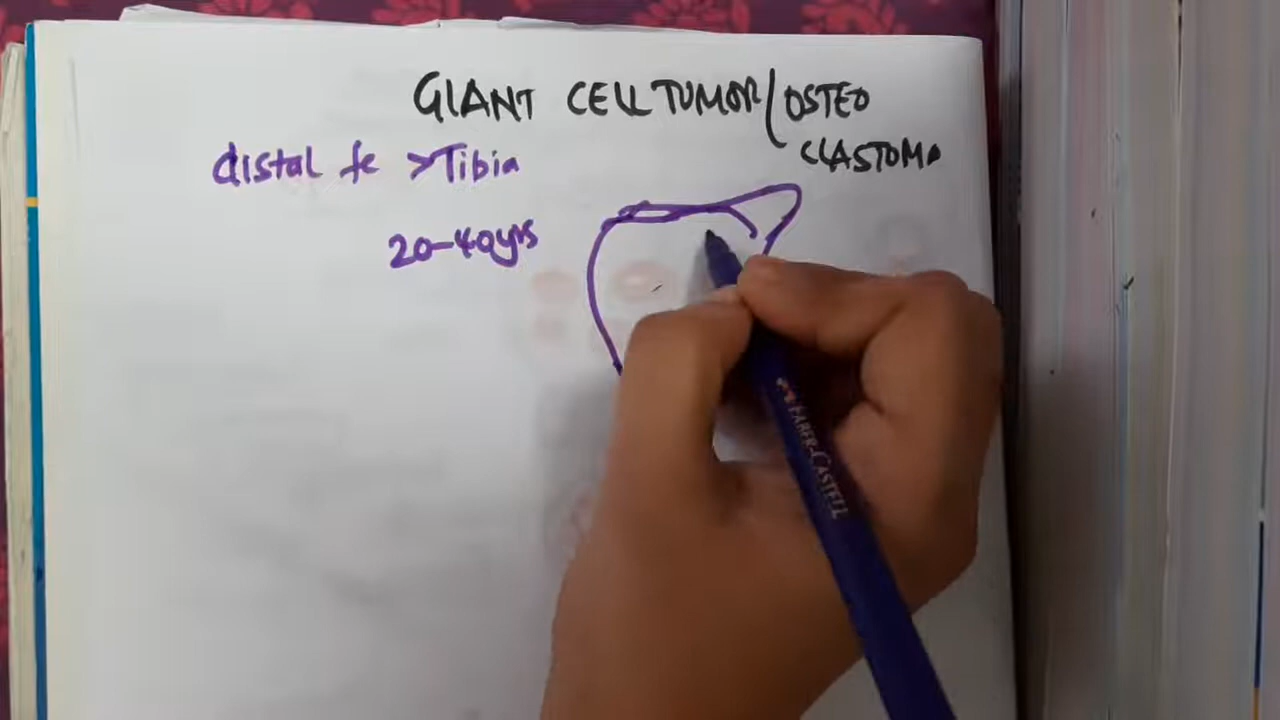 GIANT CELL TUMOR/OSTEO
CLASTOMA
distal fe >Tibia
20-40yrs
FABER-CASTELL